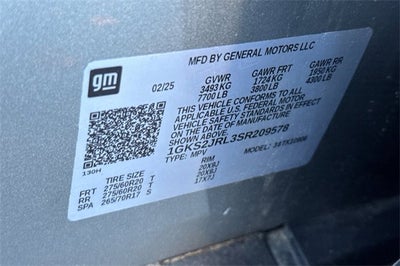 gm
MFD BY GENERAL MOTORS LLC
02/25 GVWR GAWR FRT GAWR RR
3493 KG 1724 KG 1950 KG
7700 LB 3800 LB 4300 LB
THIS VEHICLE CONFORMS TO ALL
APPLICABLE U.S. FEDERAL MOTOR
VEHICLE SAFETY STANDARDS IN EFFECT
ON THE DATE OF MANUFACTURE
SHOWN ABOVE.
1GKS2JRL3SR209578
TYPE: MPV MODEL:
130H
TIRE SIZE RIM
FRT 275/60R20 T 20X9J
RR 275/60R20 T 20X9J
SPA 265/70R17 S 17X7J